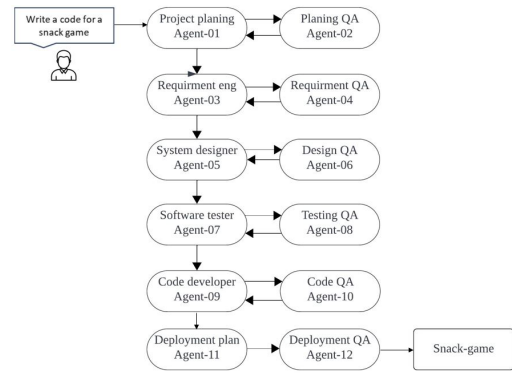 Write a code for a
snack game
Project planing
Agent-01
Planing QA
Agent-02
Requirment eng
Agent-03
Requirment QA
Agent-04
System designer
Agent-05
Design QA
Agent-06
Software tester
Agent-07
Testing QA
Agent-08
Code developer
Agent-09
Code QA
Agent-10
Deployment plan
Agent-11
Deployment QA
Agent-12
Snack-game